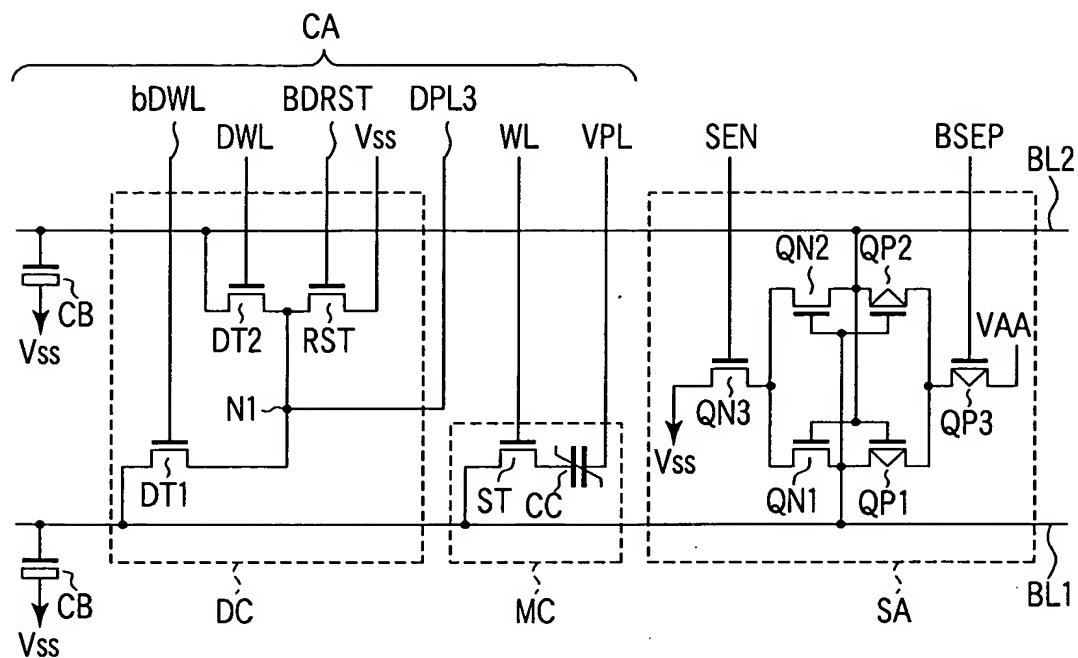 CA
bDWL BDRST DPL3
DWL Vss WL VPL SEN BSEP
BL2
QN2 QP2
CB
Vss
DT2 RST
VAA
N1
QN3
QP3
Vss
DT1
ST CC
QN1 QP1
CB
Vss
DC MC SA
BL1